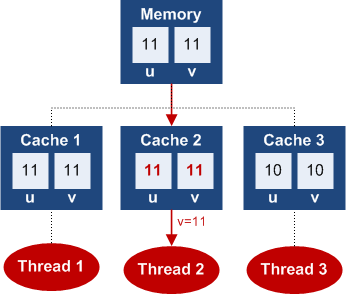 Memory
11 11
u v
Cache 1 Cache 2 Cache 3
11 11 11 11 10 10
u v u v u v
v=11
Thread 1 Thread 2 Thread 3